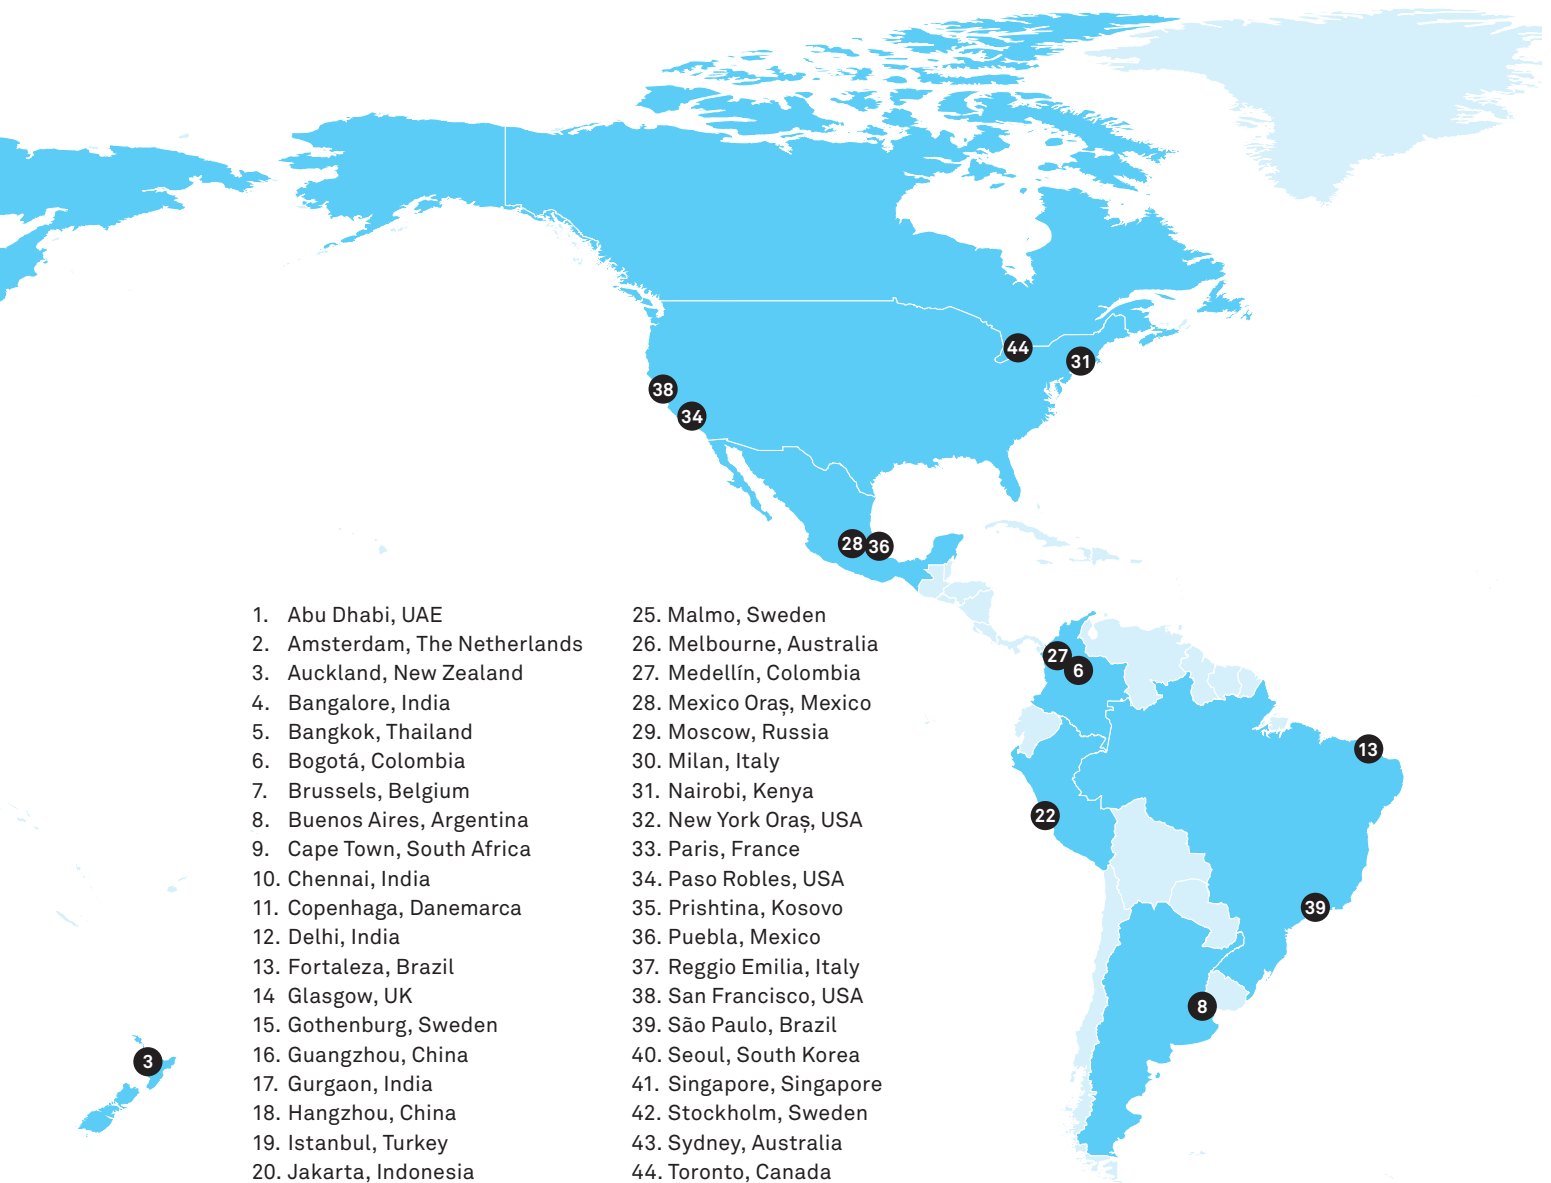 44
31
38
34
28 36
27
6
13
22
39
8
3
1. Abu Dhabi, UAE
2. Amsterdam, The Netherlands
3. Auckland, New Zealand
4. Bangalore, India
5. Bangkok, Thailand
6. Bogotá, Colombia
7. Brussels, Belgium
8. Buenos Aires, Argentina
9. Cape Town, South Africa
10. Chennai, India
11. Copenhaga, Danemarca
12. Delhi, India
13. Fortaleza, Brazil
14 Glasgow, UK
15. Gothenburg, Sweden
16. Guangzhou, China
17. Gurgaon, India
18. Hangzhou, China
19. Istanbul, Turkey
20. Jakarta, Indonesia
25. Malmo, Sweden
26. Melbourne, Australia
27. Medellín, Colombia
28. Mexico Oraș, Mexico
29. Moscow, Russia
30. Milan, Italy
31. Nairobi, Kenya
32. New York Oraș, USA
33. Paris, France
34. Paso Robles, USA
35. Prishtina, Kosovo
36. Puebla, Mexico
37. Reggio Emilia, Italy
38. San Francisco, USA
39. São Paulo, Brazil
40. Seoul, South Korea
41. Singapore, Singapore
42. Stockholm, Sweden
43. Sydney, Australia
44. Toronto, Canada